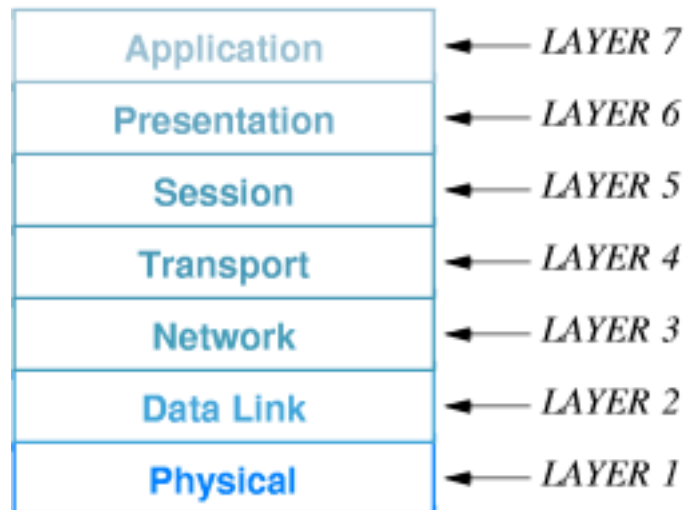 Application LAYER 7
Presentation LAYER 6
Session LAYER 5
Transport LAYER 4
Network LAYER 3
Data Link LAYER 2
Physical LAYER 1